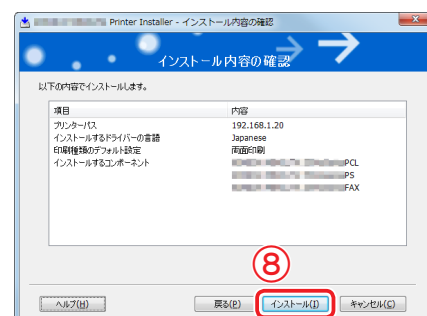 Printer Installer - インストール内容の確認
インストール内容の確認
以下の内容でインストールします。
項目 内容
プリンターパス 192.168.1.20
インストールするドライバーの言語 Japanese
印刷種類のデフォルト設定 両面印刷
インストールするコンポーネント PCL
PS
FAX
⑧
ヘルプ(H) 戻る(P) インストール(I) キャンセル(C)